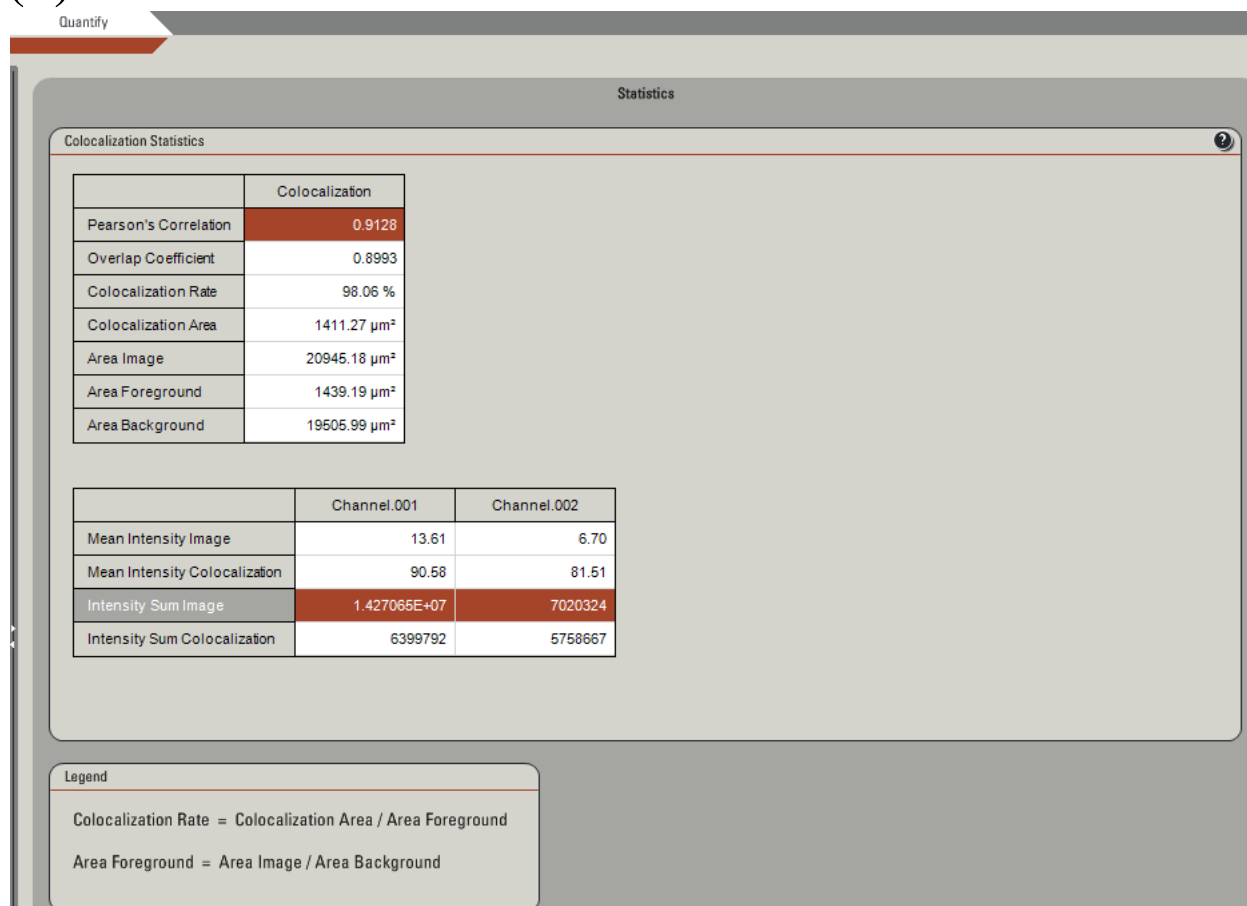 Quantify
Statistics
Colocalization Statistics
?
Colocalization
Pearson's Correlation 0.9128
Overlap Coefficient 0.8993
Colocalization Rate 98.06 %
Colocalization Area 1411.27 µm²
Area Image 20945.18 µm²
Area Foreground 1439.19 µm²
Area Background 19505.99 µm²
Channel.001 Channel.002
Mean Intensity Image 13.61 6.70
Mean Intensity Colocalization 90.58 81.51
Intensity Sum Image 1.427065E+07 7020324
Intensity Sum Colocalization 6399792 5758667
Legend
Colocalization Rate = Colocalization Area / Area Foreground
Area Foreground = Area Image / Area Background